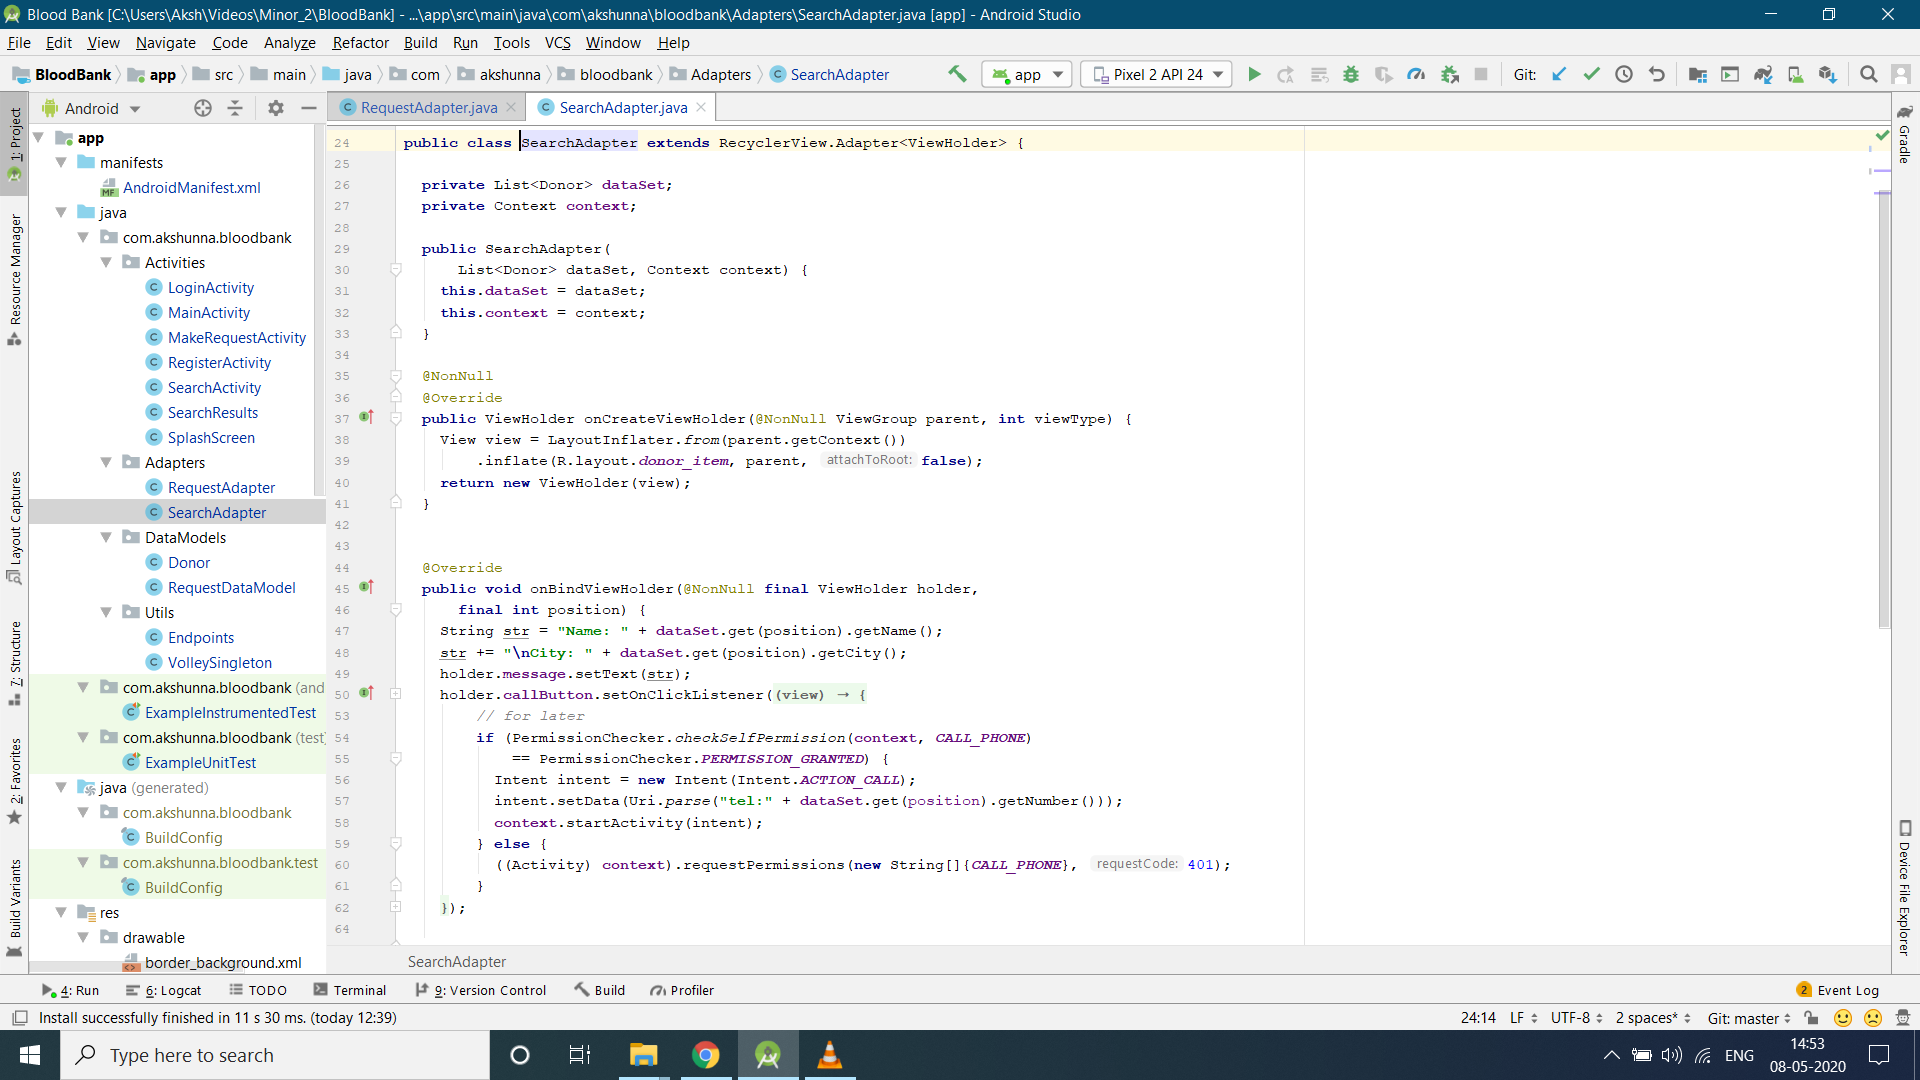 Blood Bank [C:\Users\Aksh\Videos\Minor_2\BloodBank] - ...\app\src\main\java\com\akshunna\bloodbank\Adapters\SearchAdapter.java [app] - Android Studio
File Edit View Navigate Code Analyze Refactor Build Run Tools VCS Window Help
BloodBank app src main java com akshunna bloodbank Adapters SearchAdapter app Pixel 2 API 24 Git:
Android
RequestAdapter.java SearchAdapter.java
1: Project
Resource Manager
Layout Captures
7: Structure
2: Favorites
Build Variants
app
manifests
AndroidManifest.xml
java
com.akshunna.bloodbank
Activities
LoginActivity
MainActivity
MakeRequestActivity
RegisterActivity
SearchActivity
SearchResults
SplashScreen
Adapters
RequestAdapter
SearchAdapter
DataModels
Donor
RequestDataModel
Utils
Endpoints
VolleySingleton
com.akshunna.bloodbank (and
ExampleInstrumentedTest
com.akshunna.bloodbank (test)
ExampleUnitTest
java (generated)
com.akshunna.bloodbank
BuildConfig
com.akshunna.bloodbank.test
BuildConfig
res
drawable
border_background.xml
24 public class SearchAdapter extends RecyclerView.Adapter<ViewHolder> {
25
26 private List<Donor> dataSet;
27 private Context context;
28
29 public SearchAdapter(
30 List<Donor> dataSet, Context context) {
31 this.dataSet = dataSet;
32 this.context = context;
33 }
34
35 @NonNull
36 @Override
37 public ViewHolder onCreateViewHolder(@NonNull ViewGroup parent, int viewType) {
38 View view = LayoutInflater.from(parent.getContext())
39 .inflate(R.layout.donor_item, parent, attachToRoot: false);
40 return new ViewHolder(view);
41 }
42
43
44 @Override
45 public void onBindViewHolder(@NonNull final ViewHolder holder,
46 final int position) {
47 String str = "Name: " + dataSet.get(position).getName();
48 str += "\nCity: " + dataSet.get(position).getCity();
49 holder.message.setText(str);
50 holder.callButton.setOnClickListener((view) → {
53 // for later
54 if (PermissionChecker.checkSelfPermission(context, CALL_PHONE)
55 == PermissionChecker.PERMISSION_GRANTED) {
56 Intent intent = new Intent(Intent.ACTION_CALL);
57 intent.setData(Uri.parse("tel:" + dataSet.get(position).getNumber()));
58 context.startActivity(intent);
59 } else {
60 ((Activity) context).requestPermissions(new String[]{CALL_PHONE}, requestCode: 401);
61 }
62 });
64
SearchAdapter
Gradle
Device File Explorer
4: Run 6: Logcat TODO Terminal 9: Version Control Build Profiler 2 Event Log
Install successfully finished in 11 s 30 ms. (today 12:39) 24:14 LF UTF-8 2 spaces* Git: master
Type here to search ENG 14:53
08-05-2020